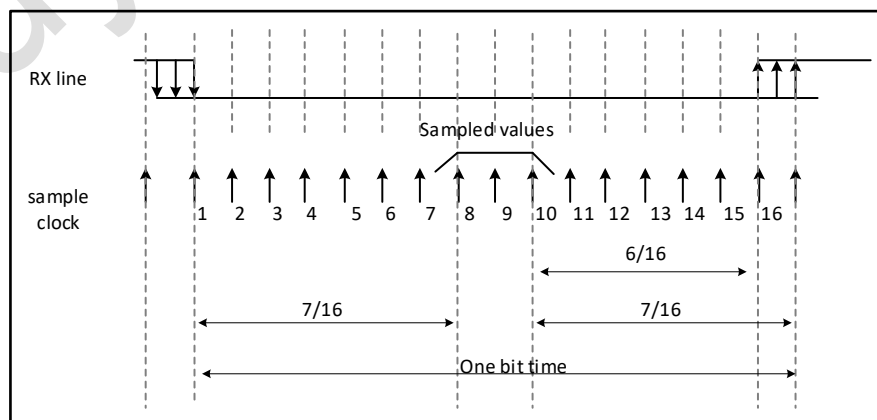 RX line
Sampled values
sample
clock
1 2 3 4 5 6 7 8 9 10 11 12 13 14 15 16
6/16
7/16 7/16
One bit time